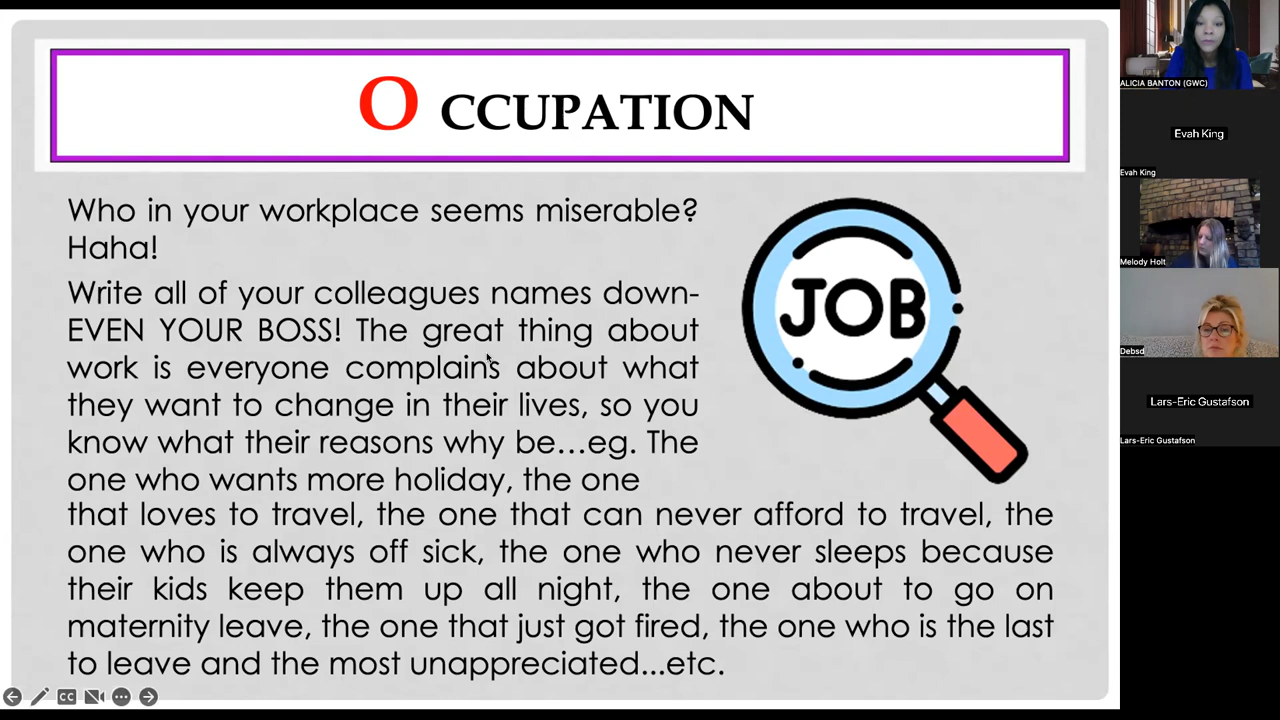 O CCUPATION
Who in your workplace seems miserable?
Haha!
Write all of your colleagues names down-
EVEN YOUR BOSS! The great thing about
work is everyone complains about what
they want to change in their lives, so you
know what their reasons why be...eg. The
one who wants more holiday, the one
that loves to travel, the one that can never afford to travel, the
one who is always off sick, the one who never sleeps because
their kids keep them up all night, the one about to go on
maternity leave, the one that just got fired, the one who is the last
to leave and the most unappreciated...etc.
JOB
CC
ALICIA BANTON (GWC)
Evah King
Evah King
Melody Holt
Debsd
Lars-Eric Gustafson
Lars-Eric Gustafson